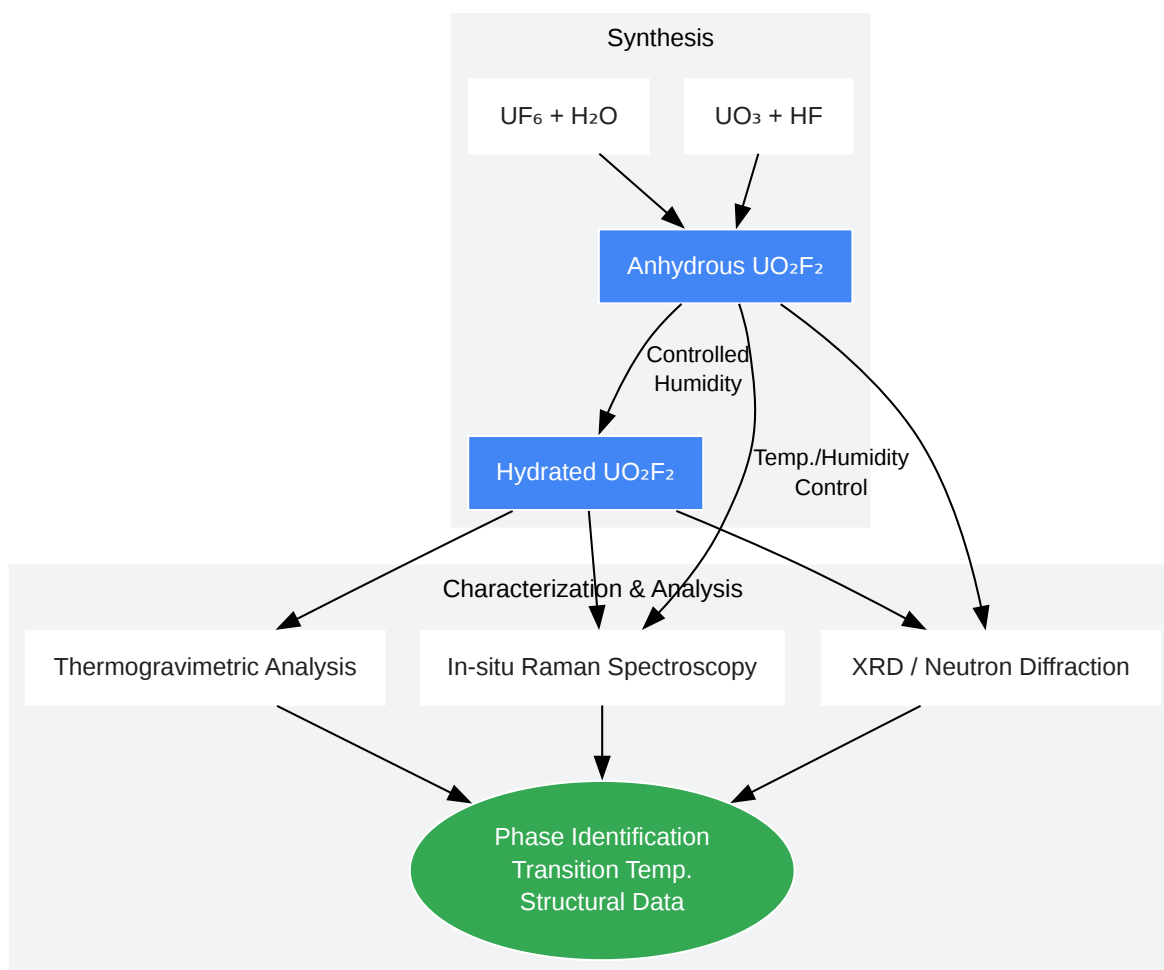 Synthesis
UF₆ + H₂O
UO₃ + HF
Anhydrous UO₂F₂
Controlled
Humidity
Temp./Humidity
Control
Hydrated UO₂F₂
Characterization & Analysis
Thermogravimetric Analysis
In-situ Raman Spectroscopy
XRD / Neutron Diffraction
Phase Identification
Transition Temp.
Structural Data